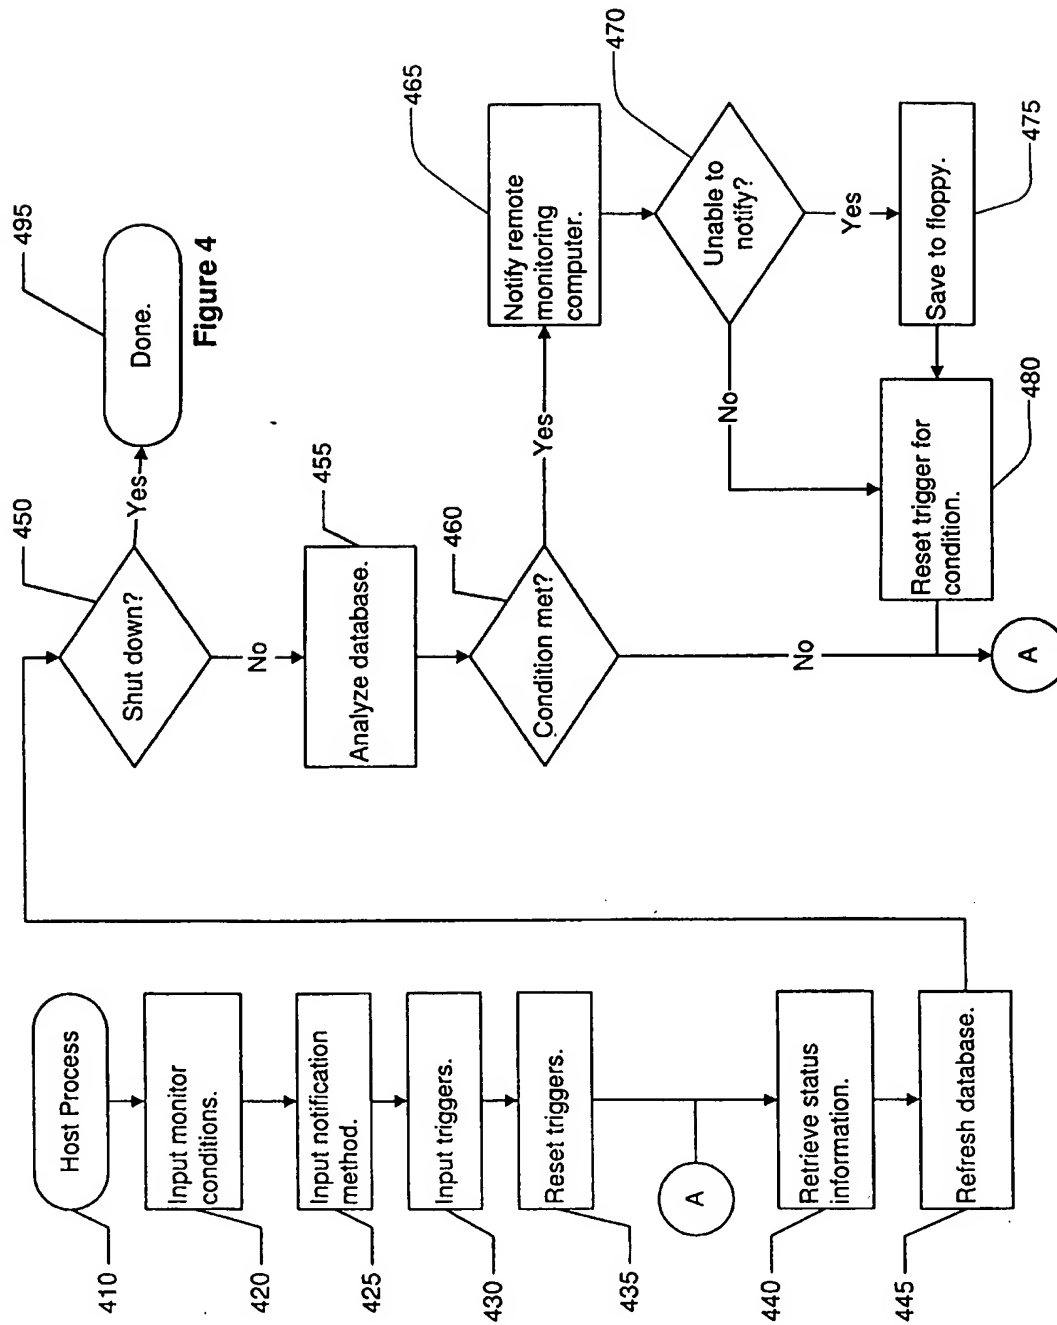 Host Process
410
Input monitor
conditions.
420
Input notification
method.
425
Input triggers.
430
Reset triggers.
435
A
Retrieve status
information.
440
Refresh database.
445
Shut down?
450
Yes
Done.
495
Figure 4
No
Analyze database.
455
Condition met?
460
Yes
No
Notify remote
monitoring
computer.
465
Unable to
notify?
470
No
Yes
Save to floppy.
475
Reset trigger for
condition.
480
A